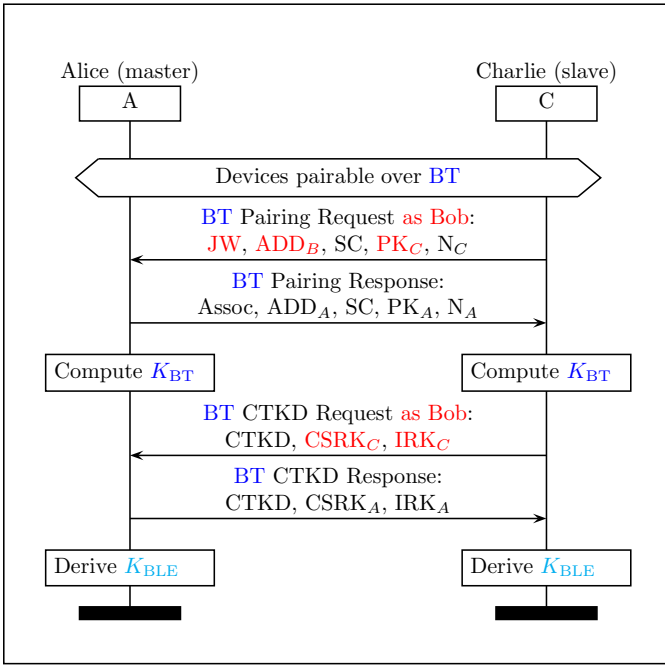 Alice (master) Charlie (slave)
A C
Devices pairable over BT
BT Pairing Request as Bob:
JW, ADD_B, SC, PK_C, N_C
BT Pairing Response:
Assoc, ADD_A, SC, PK_A, N_A
Compute K_BT Compute K_BT
BT CTKD Request as Bob:
CTKD, CSRK_C, IRK_C
BT CTKD Response:
CTKD, CSRK_A, IRK_A
Derive K_BLE Derive K_BLE